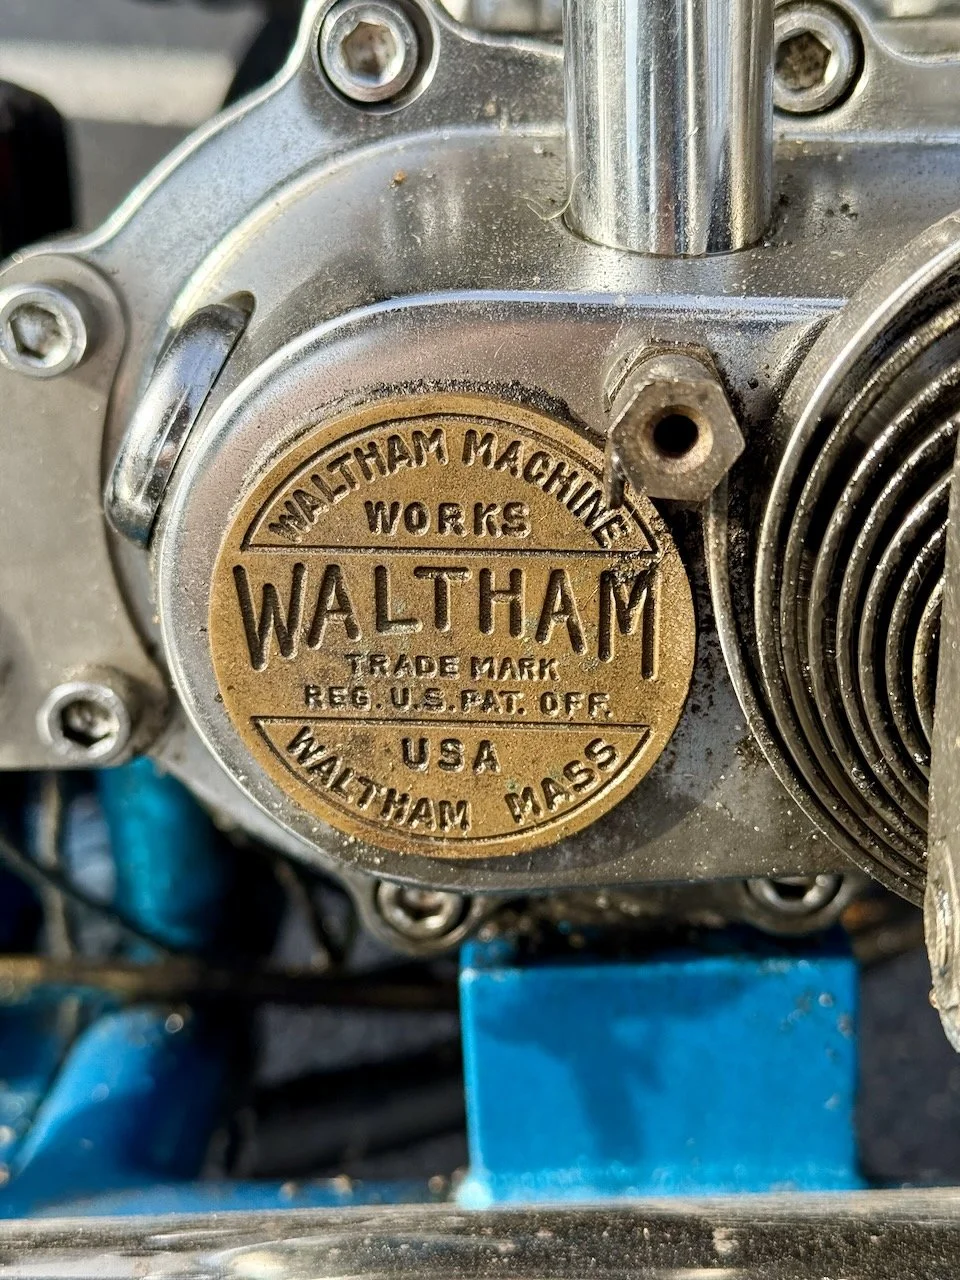 WALTHAM MACHINE
WORKS
WALTHAM
TRADE MARK
REG. U.S. PAT. OFF.
USA
WALTHAM MASS